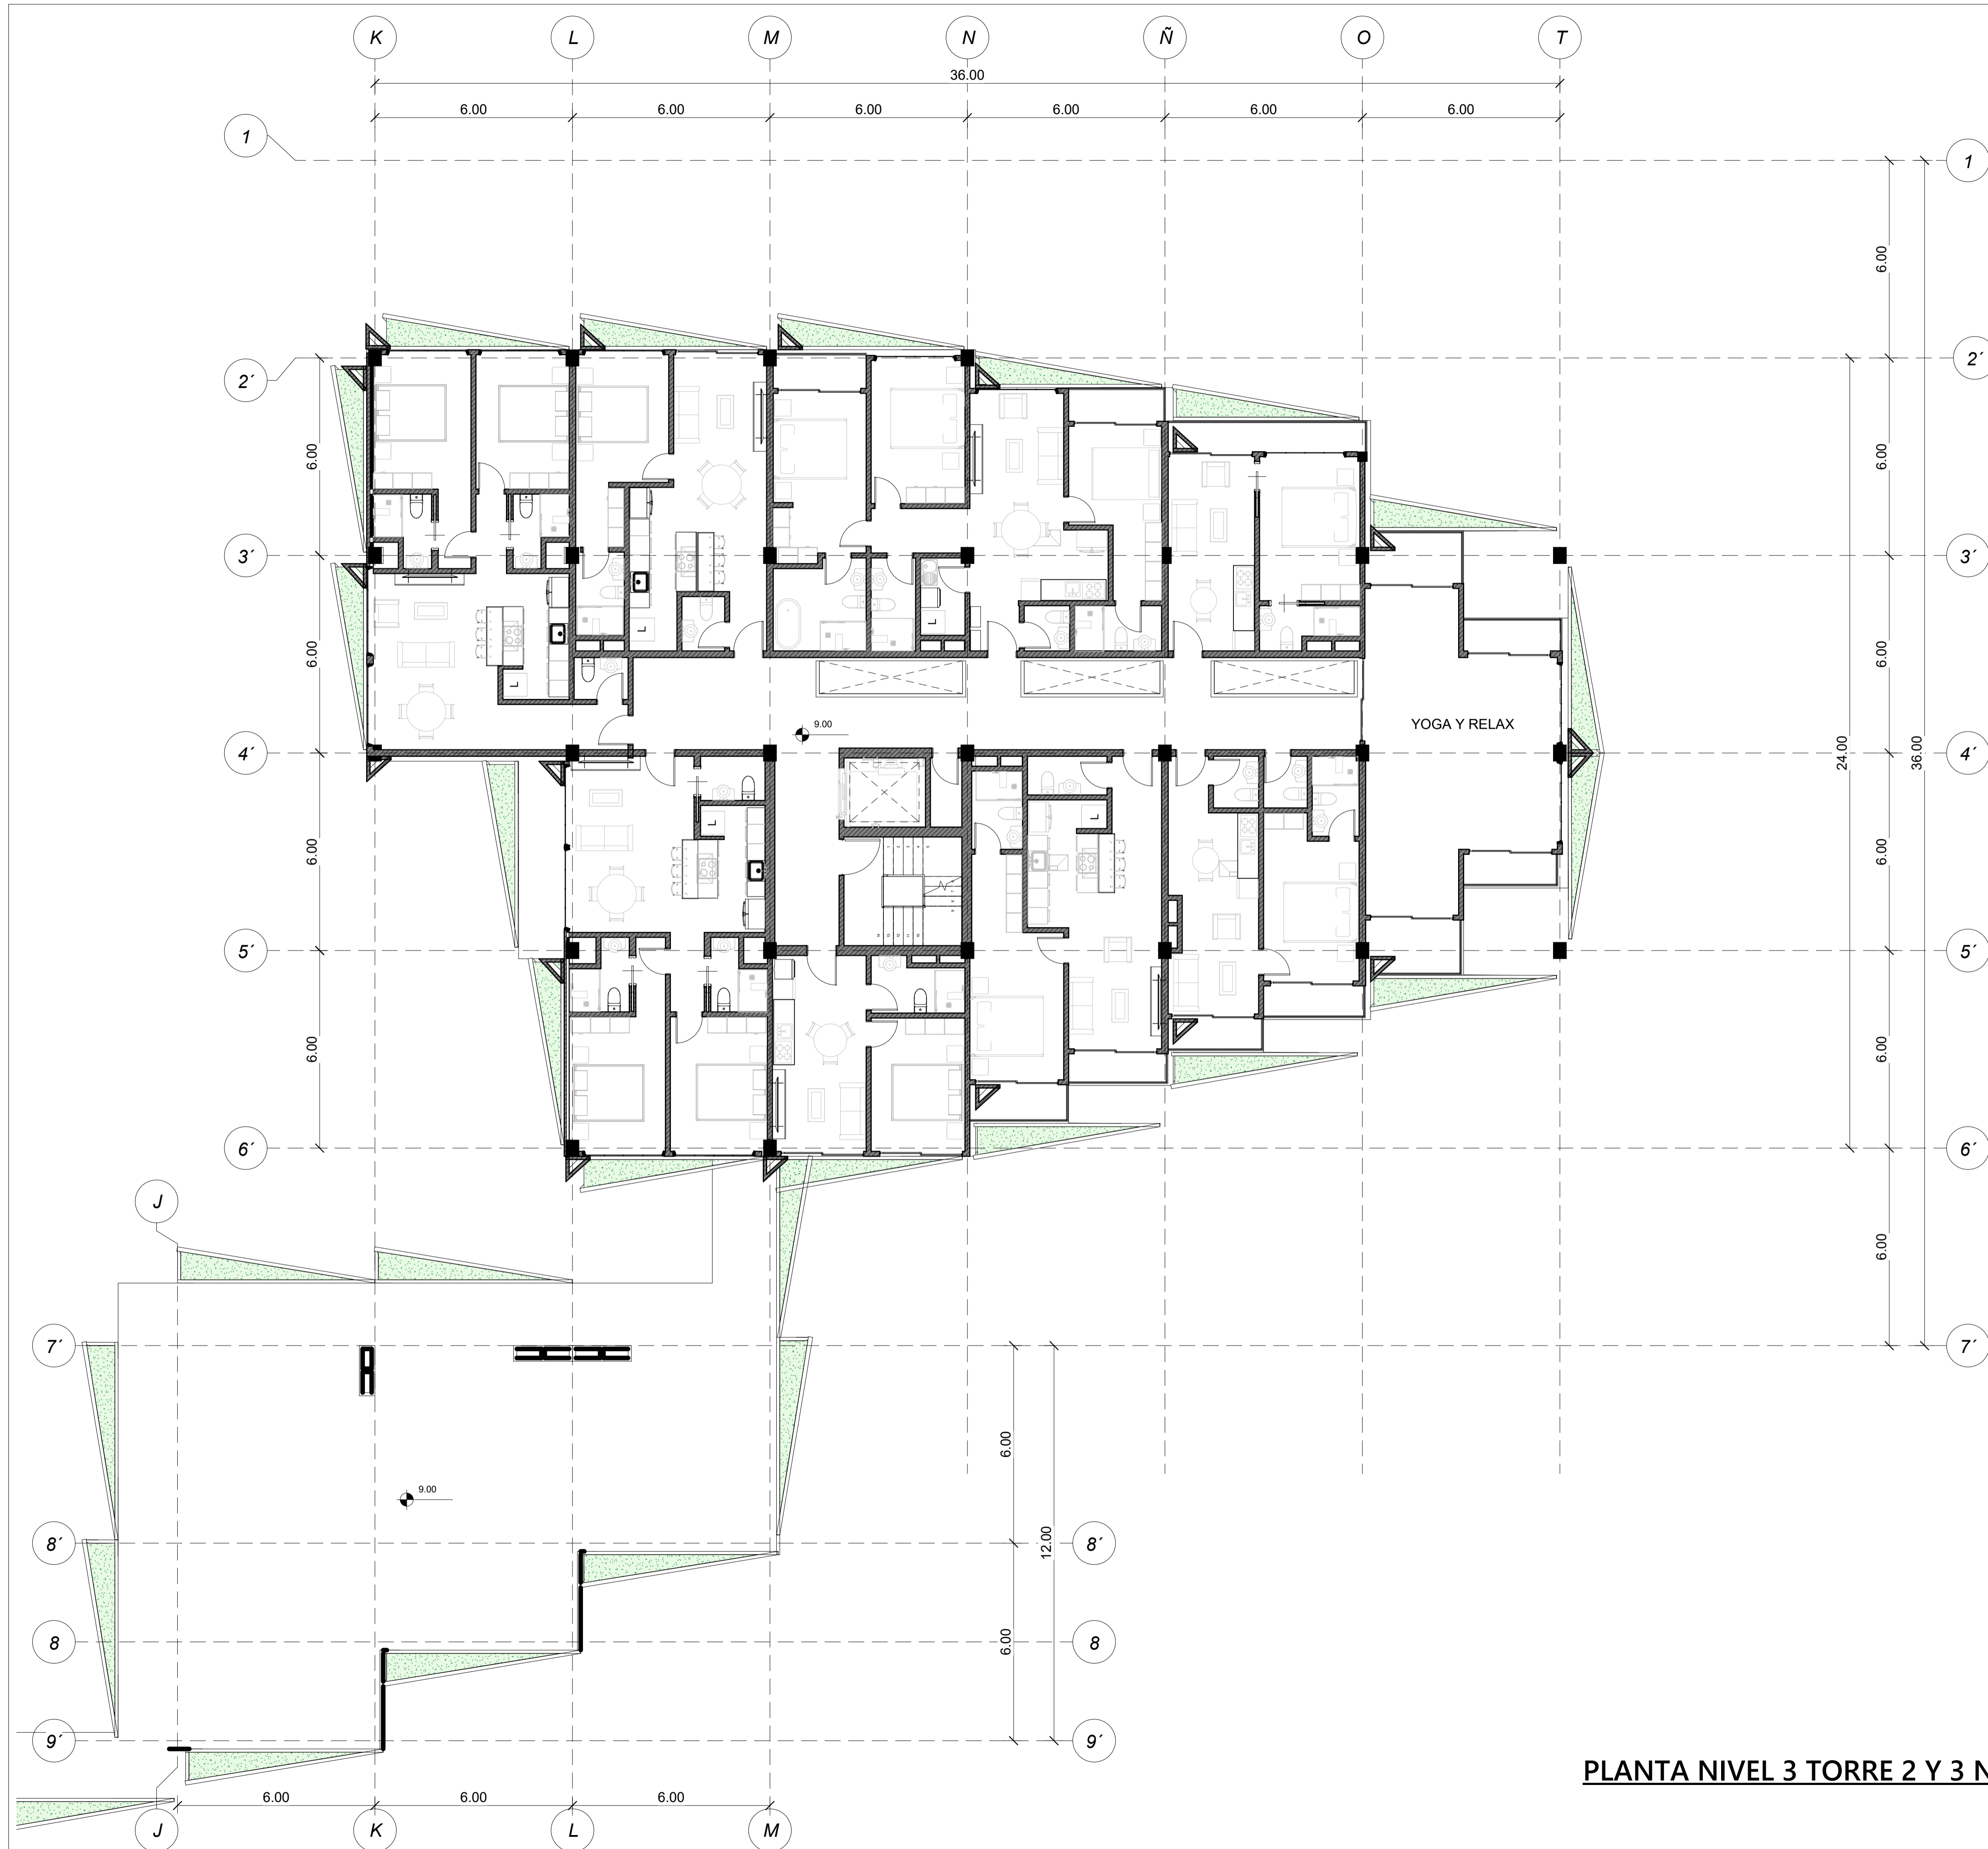 K L M N Ñ O T
36.00
6.00 6.00 6.00 6.00 6.00 6.00
1 1
6.00
2´ 2´
6.00 6.00
3´ 3´
6.00 6.00
L
L
L
YOGA Y RELAX
9.00
4´ 24.00 36.00 4´
L
L
6.00 6.00
5´ 5´
6.00 6.00
6´ 6´
J
6.00
7´ 7´
6.00
9.00
8´ 12.00 8´
8 6.00 8
9´ 9´
PLANTA NIVEL 3 TORRE 2 Y 3 N
6.00 6.00 6.00
J K L M